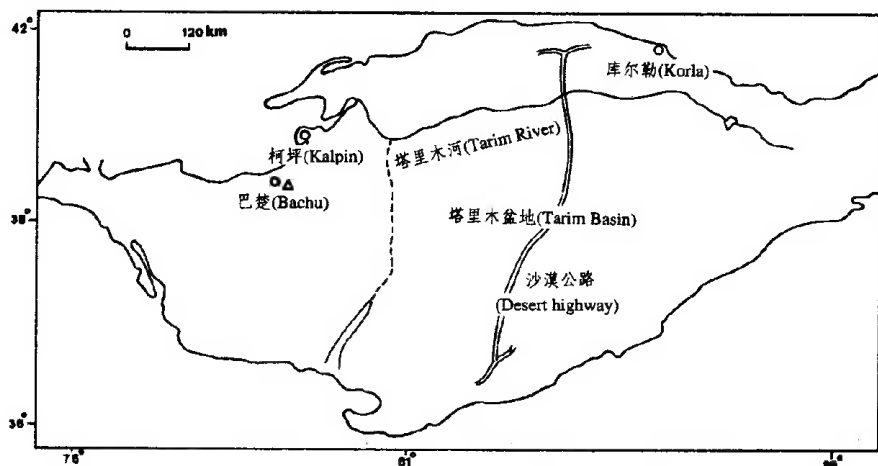 42°
0 120 km
库尔勒(Korla)
柯坪(Kalpin)
塔里木河(Tarim River)
巴楚(Bachu)
38°
塔里木盆地(Tarim Basin)
沙漠公路
(Desert highway)
36°
81°